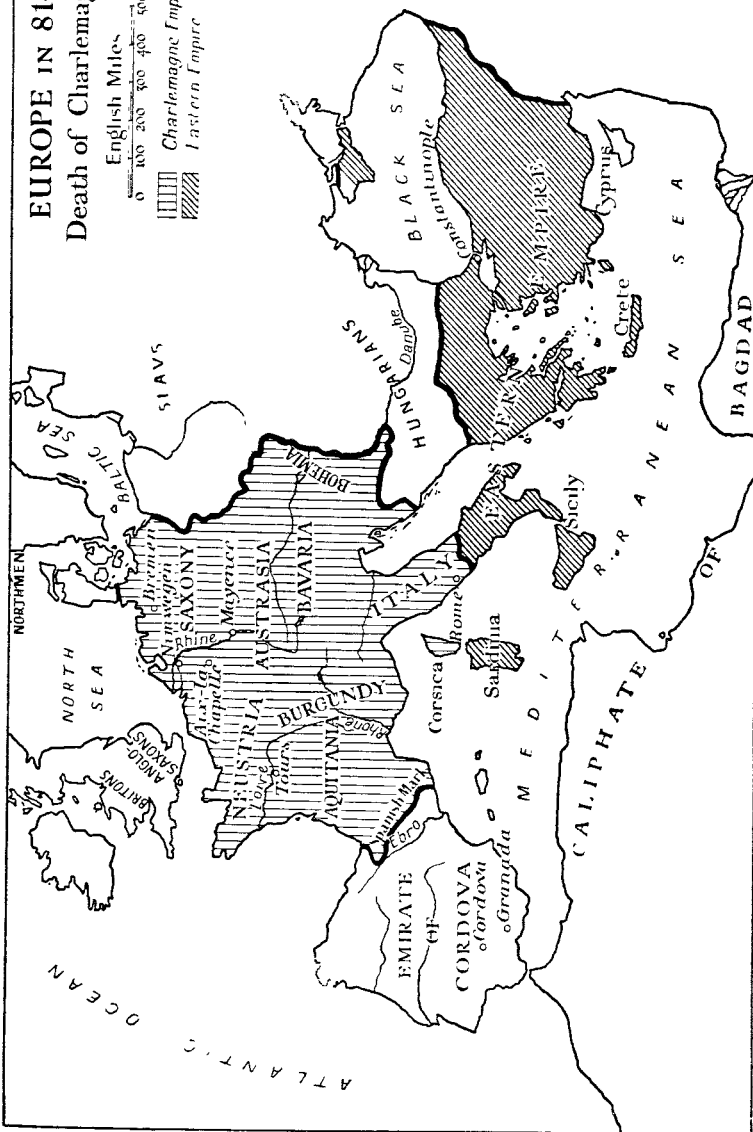 EUROPE IN 81
Death of Charlemag
English Miles
0 100 200 300 400 500
Charlemagne Emp
Eastern Empire
NORTHMEN
NORTH
SEA
BALTIC
SEA
SLAVS
BRITONS
ANGLO-
SAXONS
ATLANTIC OCEAN
Bremen
Nimwegen
SAXONY
Rhine
Mayence
Aix-la
Chapelle
AUSTRASIA
NEUSTRIA
Loire
Tours
BAVARIA
BOHEMIA
BURGUNDY
AQUITANIA
Rhone
Spanish Mark
Ebro
ITALY
Rome
Corsica
Sardinia
Sicily
HUNGARIANS
Danube
BLACK SEA
Constantinople
EASTERN EMPIRE
Crete
Cyprus
MEDITERRANEAN SEA
EMIRATE
OF
CORDOVA
Cordova
Granada
CALIPHATE OF BAGDAD